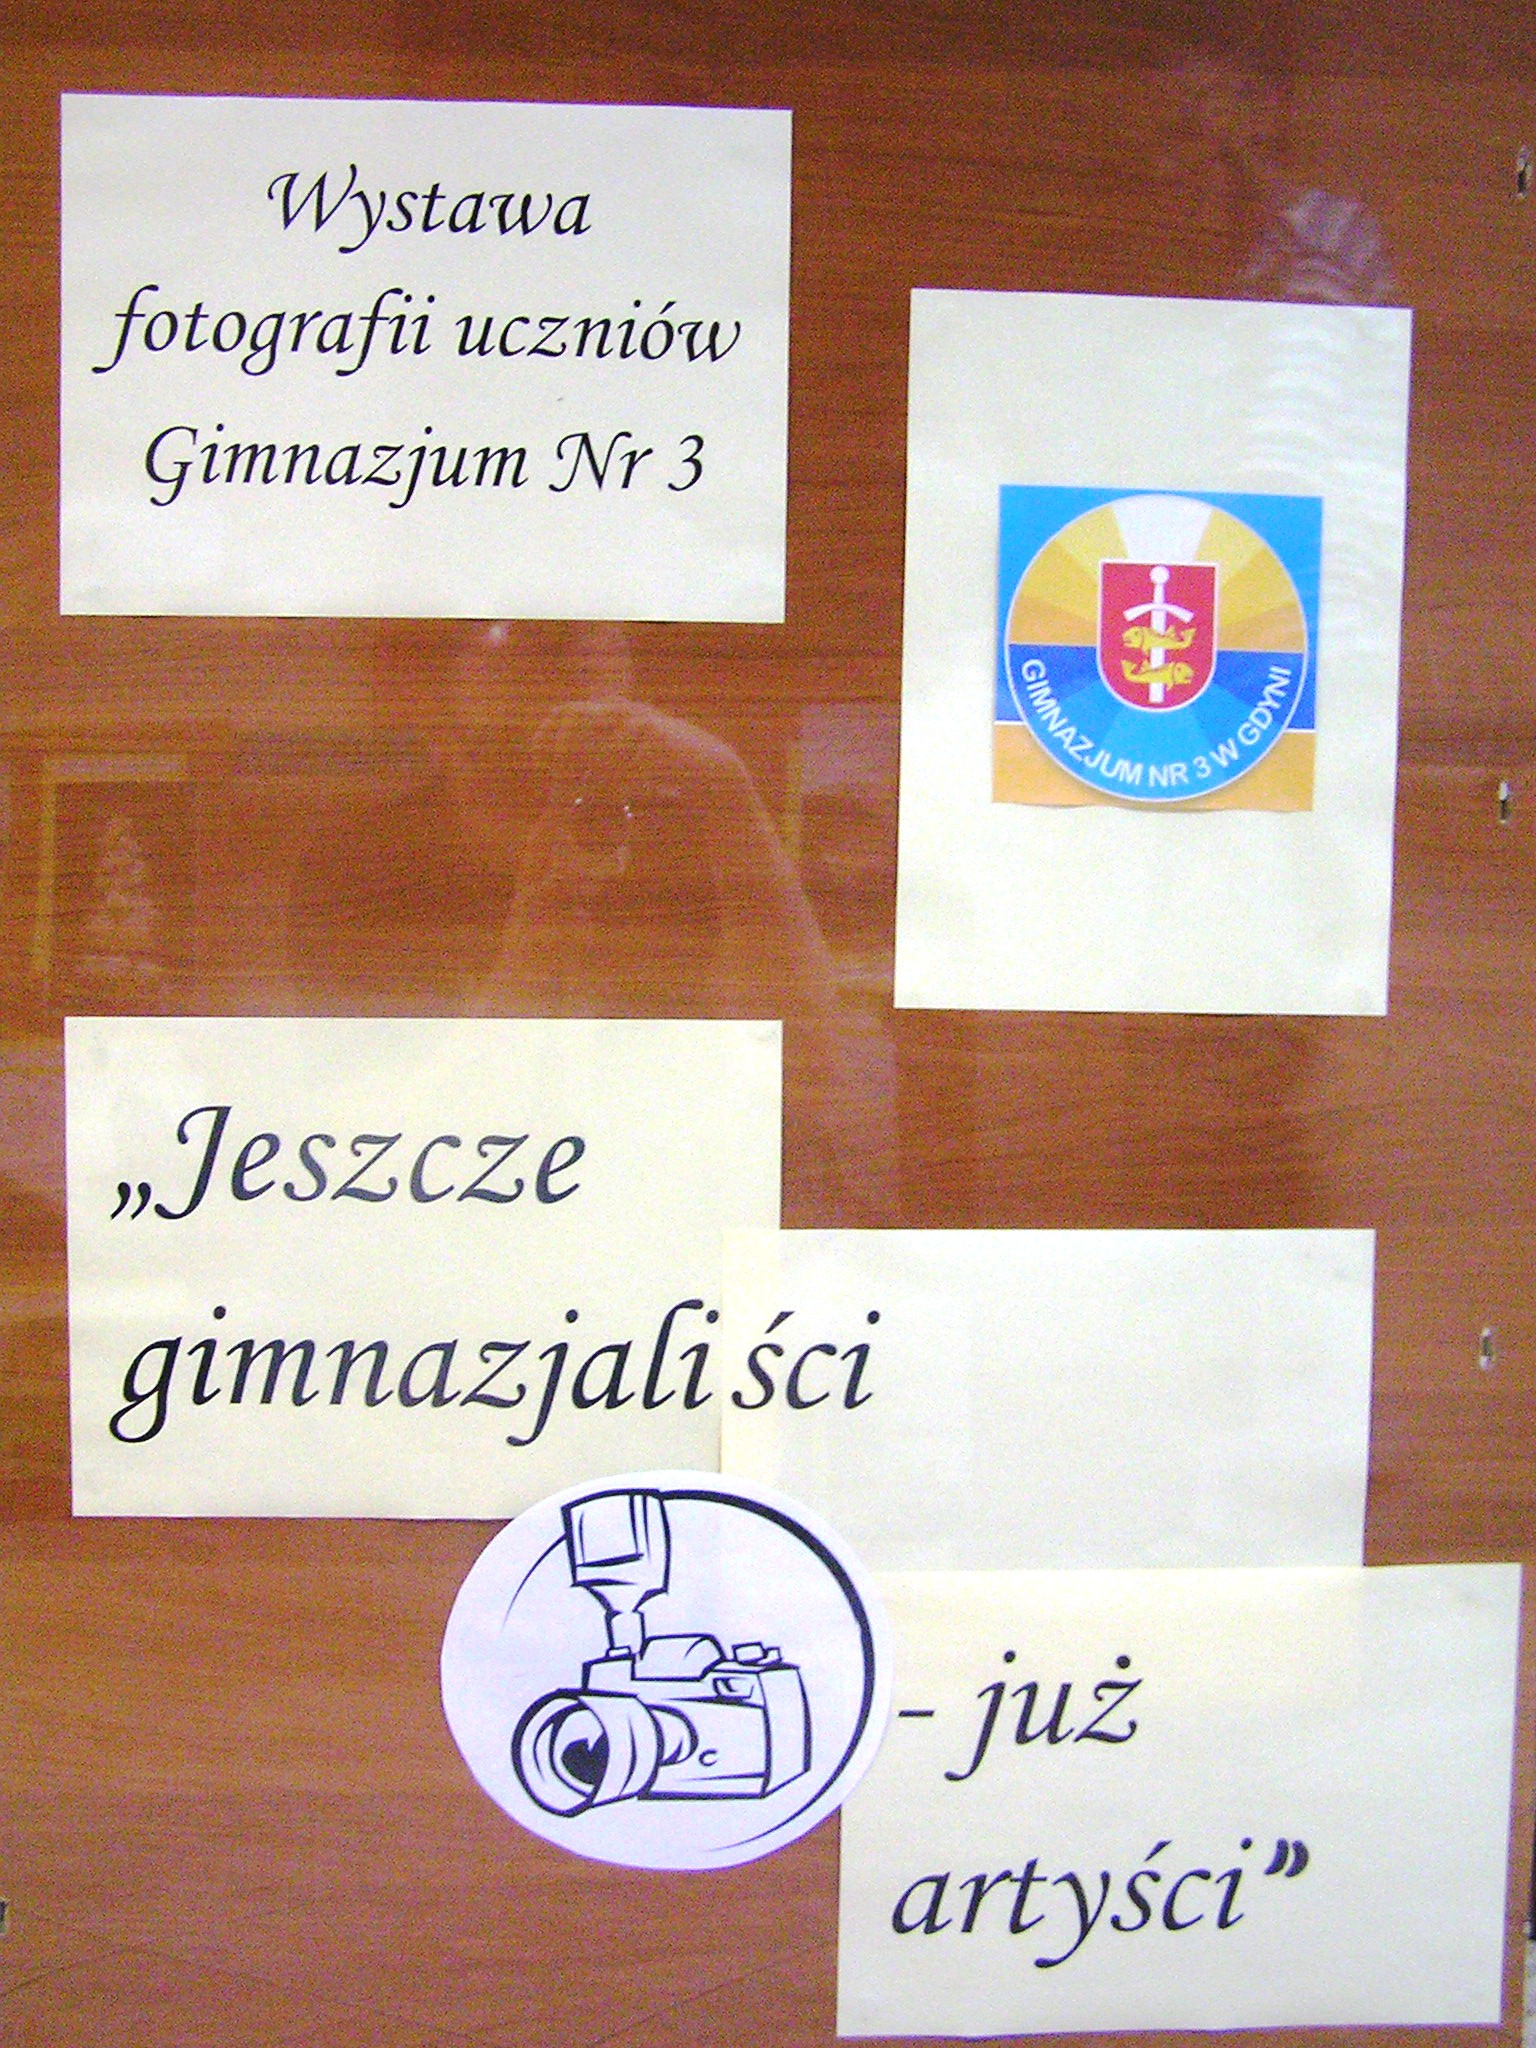 Wystawa
fotografii uczniów
Gimnazjum Nr 3
GIMNAZJUM NR 3 W GDYNI
„Jeszcze
gimnazjaliści
- już
artyści”